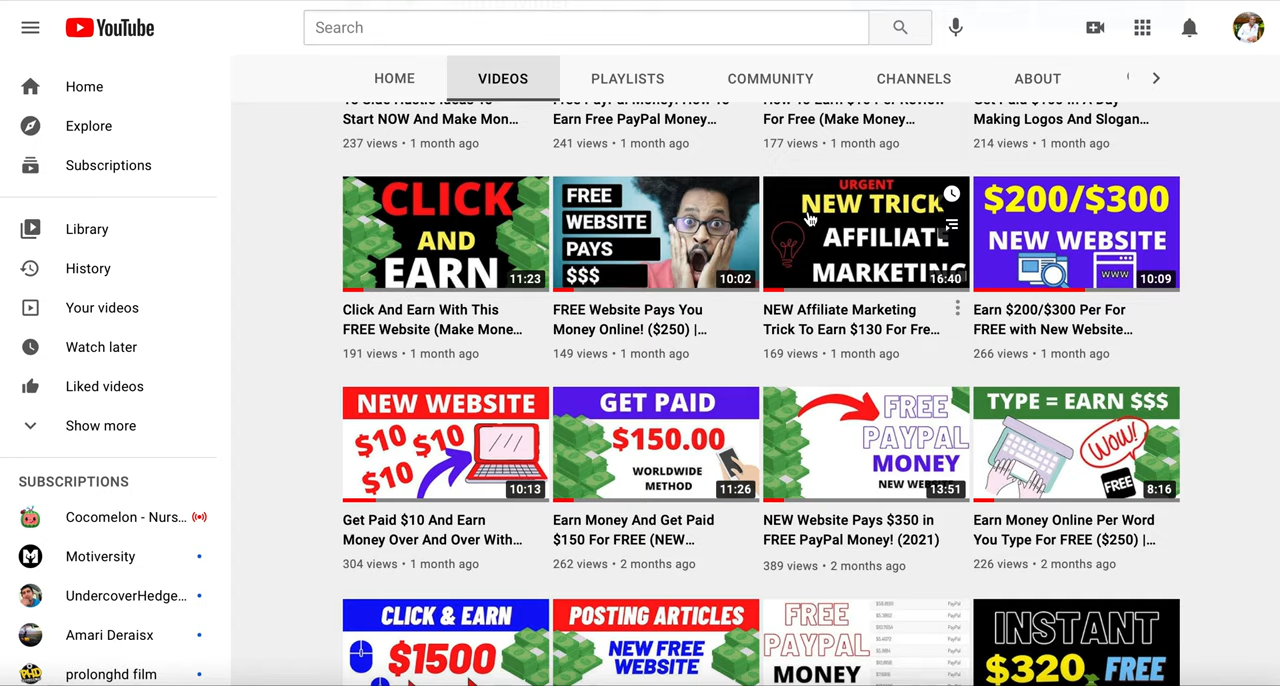 YouTube
Search
Home
Explore
Subscriptions
Library
History
Your videos
Watch later
Liked videos
Show more
SUBSCRIPTIONS
Cocomelon - Nurs...
Motiversity
UndercoverHedge...
Amari Deraisx
prolonghd film
HOME VIDEOS PLAYLISTS COMMUNITY CHANNELS ABOUT
Start NOW And Make Mon...
237 views • 1 month ago
Earn Free PayPal Money...
241 views • 1 month ago
For Free (Make Money...
177 views • 1 month ago
Making Logos And Slogan...
214 views • 1 month ago
CLICK
AND
EARN
11:23
Click And Earn With This
FREE Website (Make Mone...
191 views • 1 month ago
FREE
WEBSITE
PAYS
$$$
10:02
FREE Website Pays You
Money Online! ($250) |...
149 views • 1 month ago
URGENT
NEW TRICK
AFFILIATE
MARKETING
16:40
NEW Affiliate Marketing
Trick To Earn $130 For Fre...
169 views • 1 month ago
$200/$300
NEW WEBSITE
WWW
10:09
Earn $200/$300 Per For
FREE with New Website...
266 views • 1 month ago
NEW WEBSITE
$10 $10
$10
10:13
Get Paid $10 And Earn
Money Over And Over With...
304 views • 1 month ago
GET PAID
$150.00
WORLDWIDE
METHOD
11:26
Earn Money And Get Paid
$150 For FREE (NEW...
262 views • 2 months ago
FREE
PAYPAL
MONEY
13:51
NEW Website Pays $350 in
FREE PayPal Money! (2021)
389 views • 2 months ago
TYPE = EARN $$$
WOW!
FREE
8:16
Earn Money Online Per Word
You Type For FREE ($250) |...
226 views • 2 months ago
CLICK & EARN
$1500
POSTING ARTICLES
NEW FREE
WEBSITE
FREE
PAYPAL
MONEY
INSTANT
$320 FREE